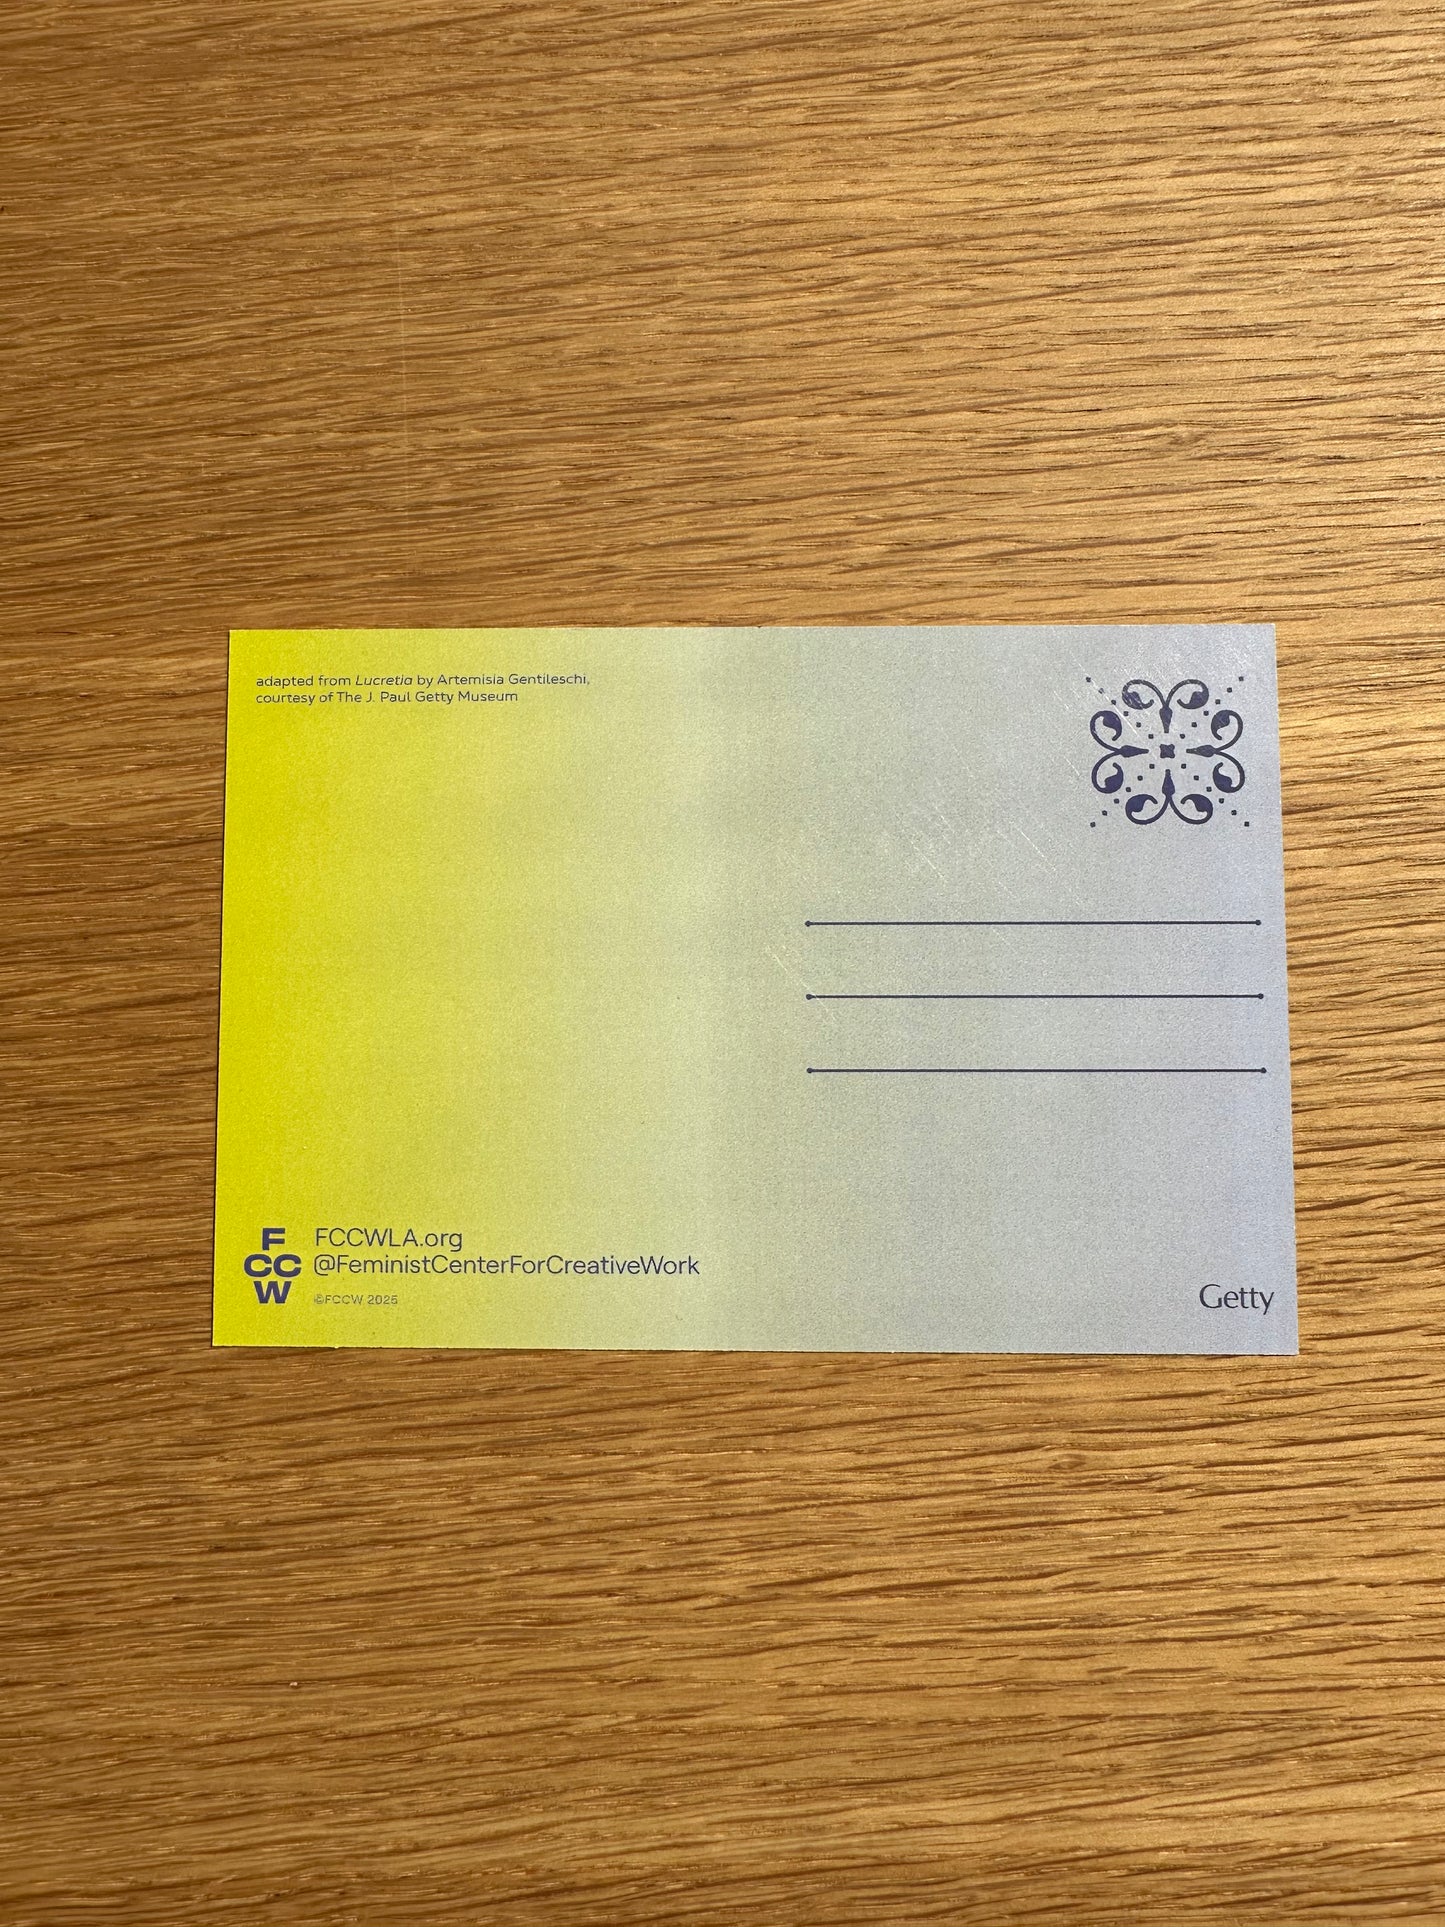 adapted from Lucretia by Artemisia Gentileschi,
courtesy of The J. Paul Getty Museum
F
CC
W
FCCWLA.org
@FeministCenterForCreativeWork
©FCCW 2025
Getty